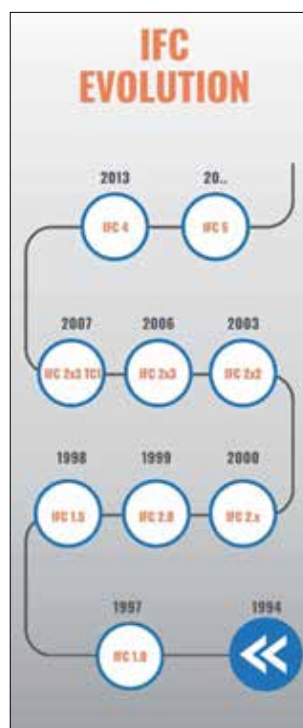 IFC
EVOLUTION
2013 20..
IFC 4 IFC 5
2007 2006 2003
IFC 2x3 TC1 IFC 2x3 IFC 2x2
1998 1999 2000
IFC 1.5 IFC 2.0 IFC 2.x
1997 1994
IFC 1.0